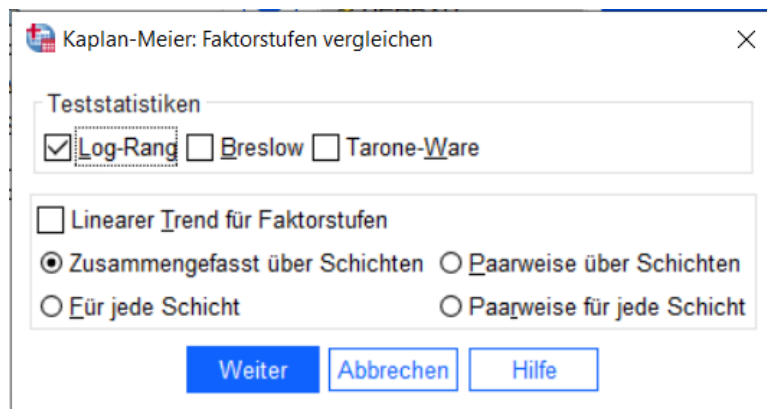 Kaplan-Meier: Faktorstufen vergleichen
Teststatistiken
Log-Rang Breslow Tarone-Ware
Linearer Trend für Faktorstufen
Zusammengefasst über Schichten Paarweise über Schichten
Für jede Schicht Paarweise für jede Schicht
Weiter Abbrechen Hilfe